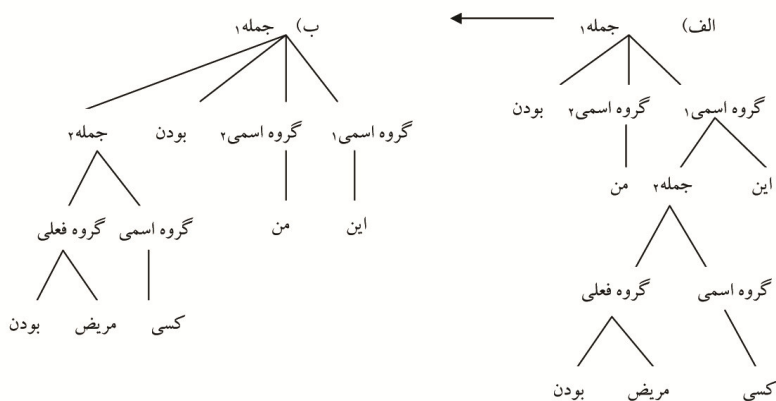 الف) جمله۱
ب) جمله۱
گروه اسمی۱ گروه اسمی۲ بودن
گروه اسمی۱ گروه اسمی۲ بودن جمله۲
این جمله۲ من
این من
گروه اسمی گروه فعلی
گروه اسمی گروه فعلی
کسی مریض بودن
کسی مریض بودن